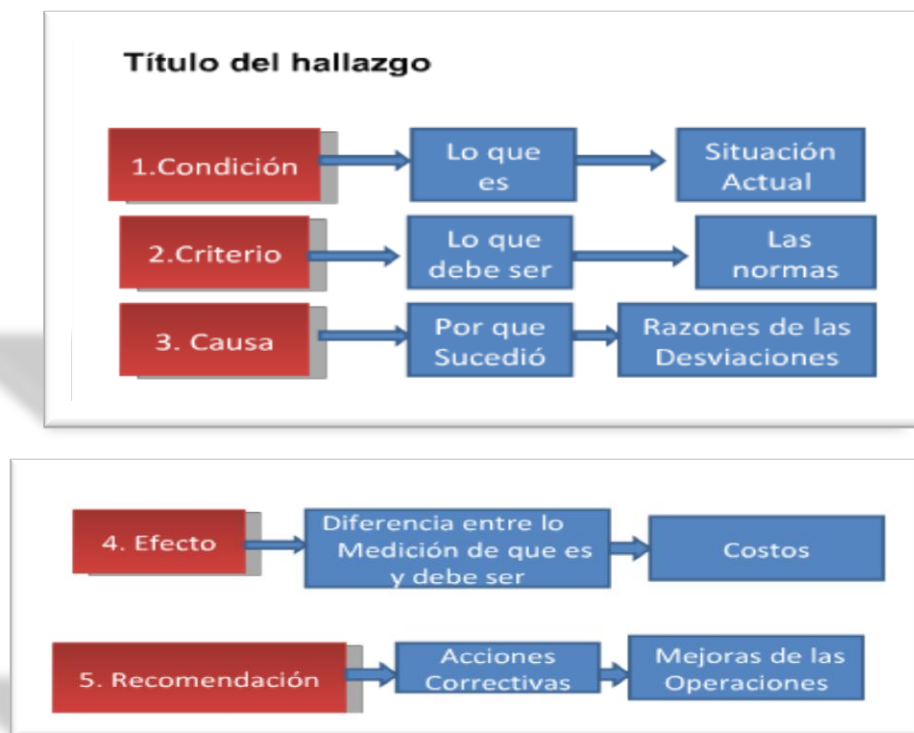 Título del hallazgo
1.Condición
Lo que
es
Situación
Actual
2.Criterio
Lo que
debe ser
Las
normas
3. Causa
Por que
Sucedió
Razones de las
Desviaciones
4. Efecto
Diferencia entre lo
Medición de que es
y debe ser
Costos
5. Recomendación
Acciones
Correctivas
Mejoras de las
Operaciones